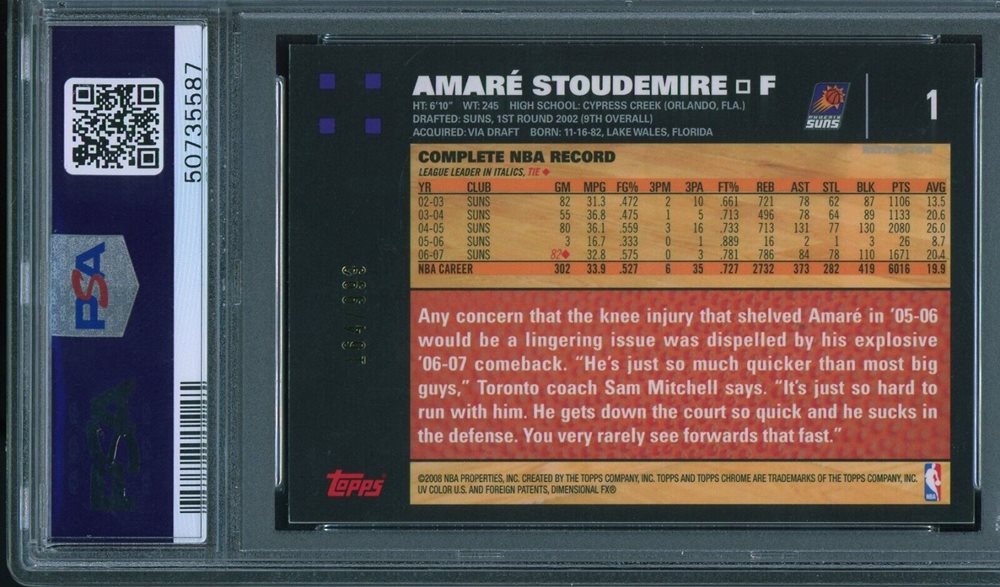 AMARÉ STOUDEMIRE □ F
HT: 6'10" WT: 245 HIGH SCHOOL: CYPRESS CREEK (ORLANDO, FLA.)
DRAFTED: SUNS, 1ST ROUND 2002 (9TH OVERALL)
ACQUIRED: VIA DRAFT BORN: 11-16-82, LAKE WALES, FLORIDA
PHOENIX
SUNS
1
REFRACTOR
COMPLETE NBA RECORD
LEAGUE LEADER IN ITALICS, TIE ◆
YR CLUB GM MPG FG% 3PM 3PA FT% REB AST STL BLK PTS AVG
02-03 SUNS 82 31.3 .472 2 10 .661 721 78 62 87 1106 13.5
03-04 SUNS 55 36.8 .475 1 5 .713 496 78 64 89 1133 20.6
04-05 SUNS 80 36.1 .559 3 16 .733 713 131 77 130 2080 26.0
05-06 SUNS 3 16.7 .333 0 1 .889 16 2 1 3 26 8.7
06-07 SUNS 82◆ 32.8 .575 0 3 .781 786 84 78 110 1671 20.4
NBA CAREER 302 33.9 .527 6 35 .727 2732 373 282 419 6016 19.9
Any concern that the knee injury that shelved Amaré in '05-06
would be a lingering issue was dispelled by his explosive
'06-07 comeback. "He's just so much quicker than most big
guys," Toronto coach Sam Mitchell says. "It's just so hard to
run with him. He gets down the court so quick and he sucks in
the defense. You very rarely see forwards that fast."
Topps
©2008 NBA PROPERTIES, INC. CREATED BY THE TOPPS COMPANY, INC. TOPPS AND TOPPS CHROME ARE TRADEMARKS OF THE TOPPS COMPANY, INC.
UV COLOR U.S. AND FOREIGN PATENTS, DIMENSIONAL FX®
NBA
50735587
PSA